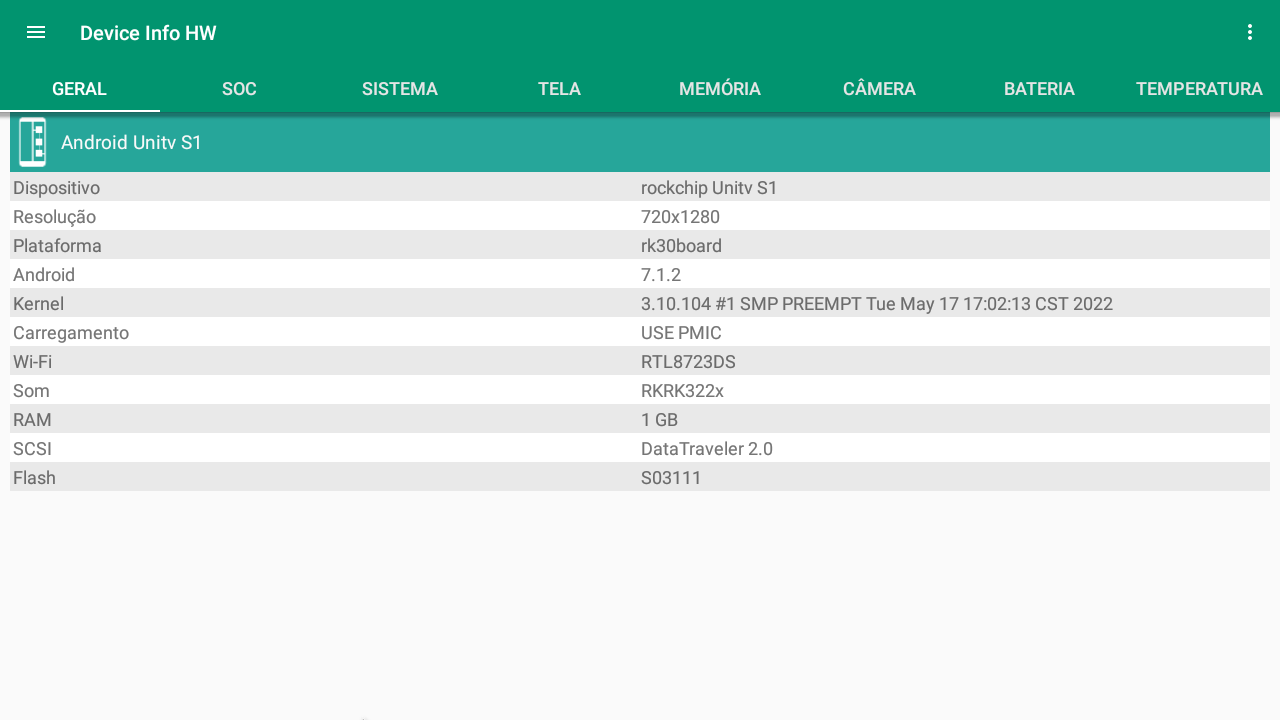 Device Info HW
GERAL SOC SISTEMA TELA MEMÓRIA CÂMERA BATERIA TEMPERATURA
Android Unitv S1
Dispositivo rockchip Unitv S1
Resolução 720x1280
Plataforma rk30board
Android 7.1.2
Kernel 3.10.104 #1 SMP PREEMPT Tue May 17 17:02:13 CST 2022
Carregamento USE PMIC
Wi-Fi RTL8723DS
Som RKRK322x
RAM 1 GB
SCSI DataTraveler 2.0
Flash S03111